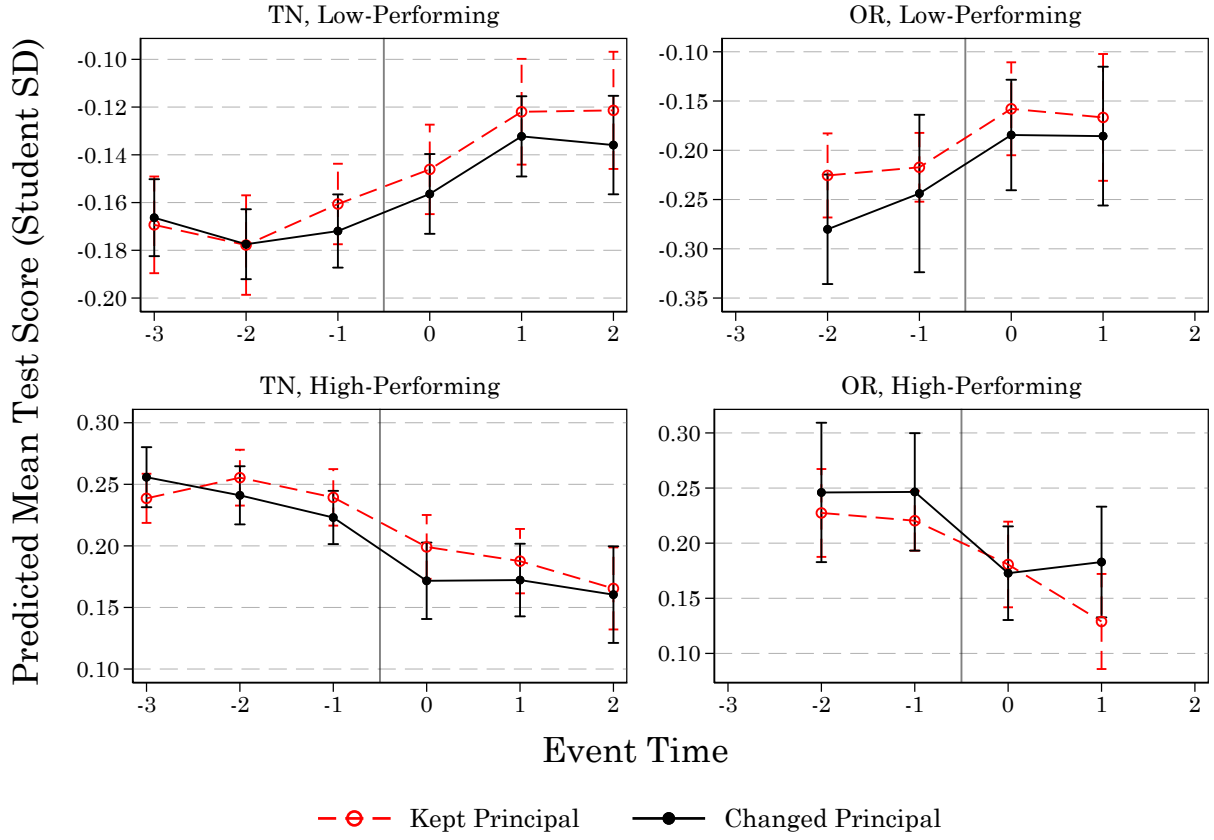 Predicted Mean Test Score (Student SD)
TN, Low-Performing
-0.10
-0.12
-0.14
-0.16
-0.18
-0.20
-3 -2 -1 0 1 2
OR, Low-Performing
-0.10
-0.15
-0.20
-0.25
-0.30
-0.35
-3 -2 -1 0 1 2
TN, High-Performing
0.30
0.25
0.20
0.15
0.10
-3 -2 -1 0 1 2
OR, High-Performing
0.30
0.25
0.20
0.15
0.10
-3 -2 -1 0 1 2
Event Time
Kept Principal Changed Principal